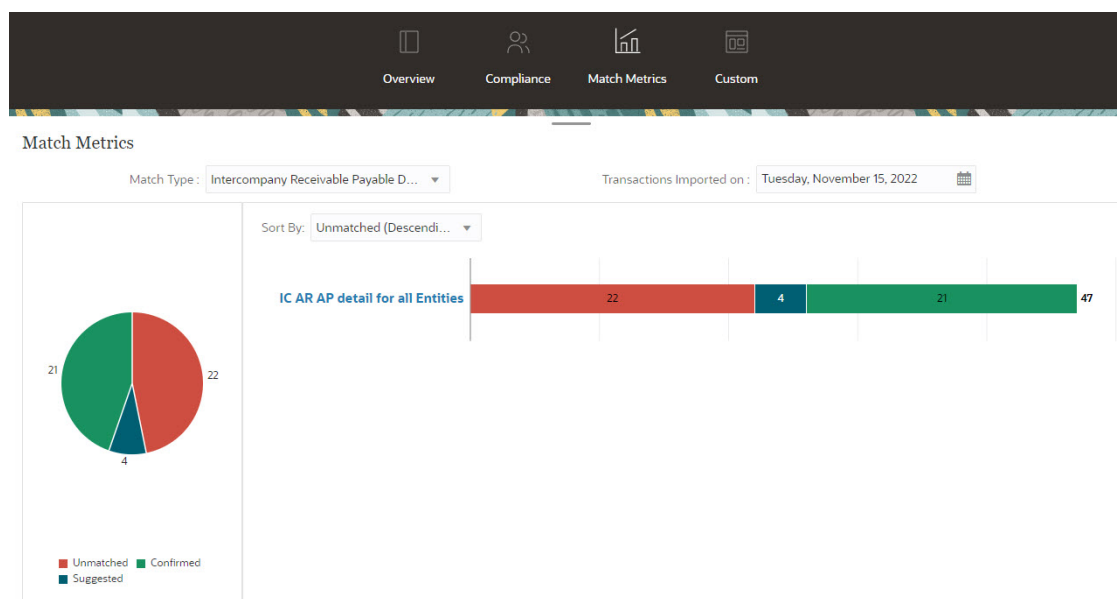 Overview Compliance Match Metrics Custom
Match Metrics
Match Type : Intercompany Receivable Payable D... Transactions Imported on : Tuesday, November 15, 2022
Sort By: Unmatched (Descendi...
IC AR AP detail for all Entities 22 4 21 47
21 22
4
Unmatched Confirmed
Suggested